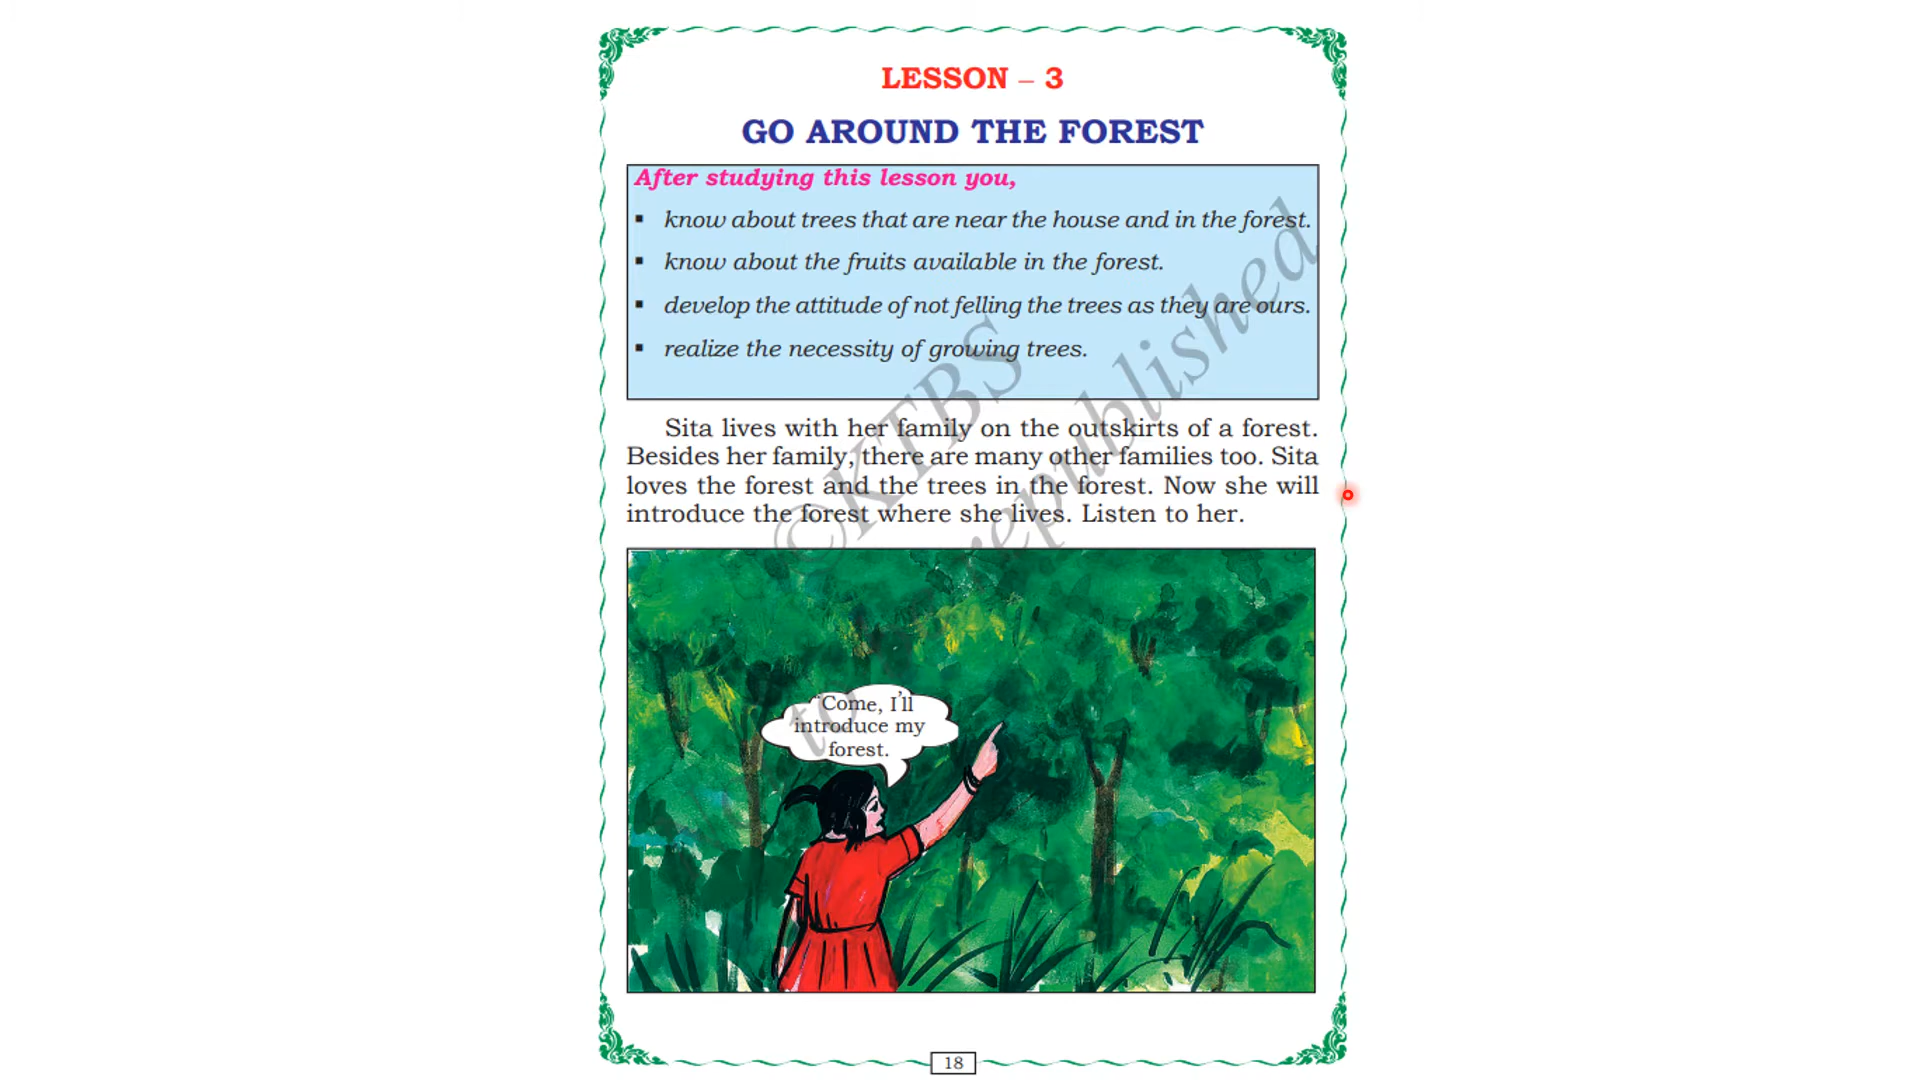 LESSON – 3
GO AROUND THE FOREST
After studying this lesson you,
▪ know about trees that are near the house and in the forest.
▪ know about the fruits available in the forest.
▪ develop the attitude of not felling the trees as they are ours.
▪ realize the necessity of growing trees.
Sita lives with her family on the outskirts of a forest.
Besides her family, there are many other families too. Sita
loves the forest and the trees in the forest. Now she will
introduce the forest where she lives. Listen to her.
©KTBS
to republished
"Come, I'll
introduce my
forest.
18